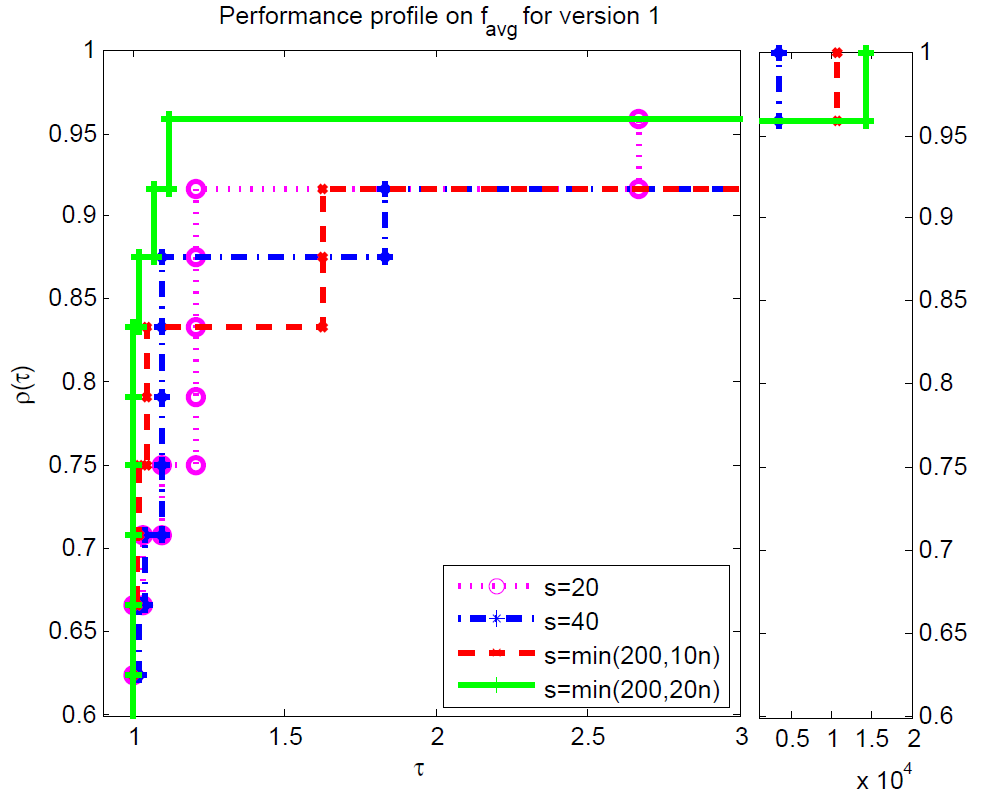 Performance profile on f_avg for version 1
1
0.95
0.9
0.85
0.8
0.75
0.7
0.65
0.6
ρ(τ)
1 1.5 2 2.5 3
τ
s=20
s=40
s=min(200,10n)
s=min(200,20n)
1
0.95
0.9
0.85
0.8
0.75
0.7
0.65
0.6
0.5 1 1.5 2
x 10^4